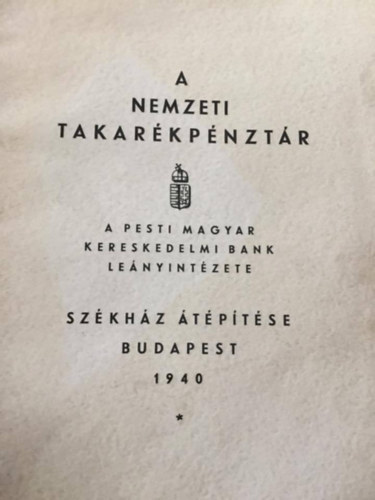 A
NEMZETI
TAKARÉKPÉNZTÁR
A PESTI MAGYAR
KERESKEDELMI BANK
LEÁNYINTÉZETE
SZÉKHÁZ ÁTÉPÍTÉSE
BUDAPEST
1940
*